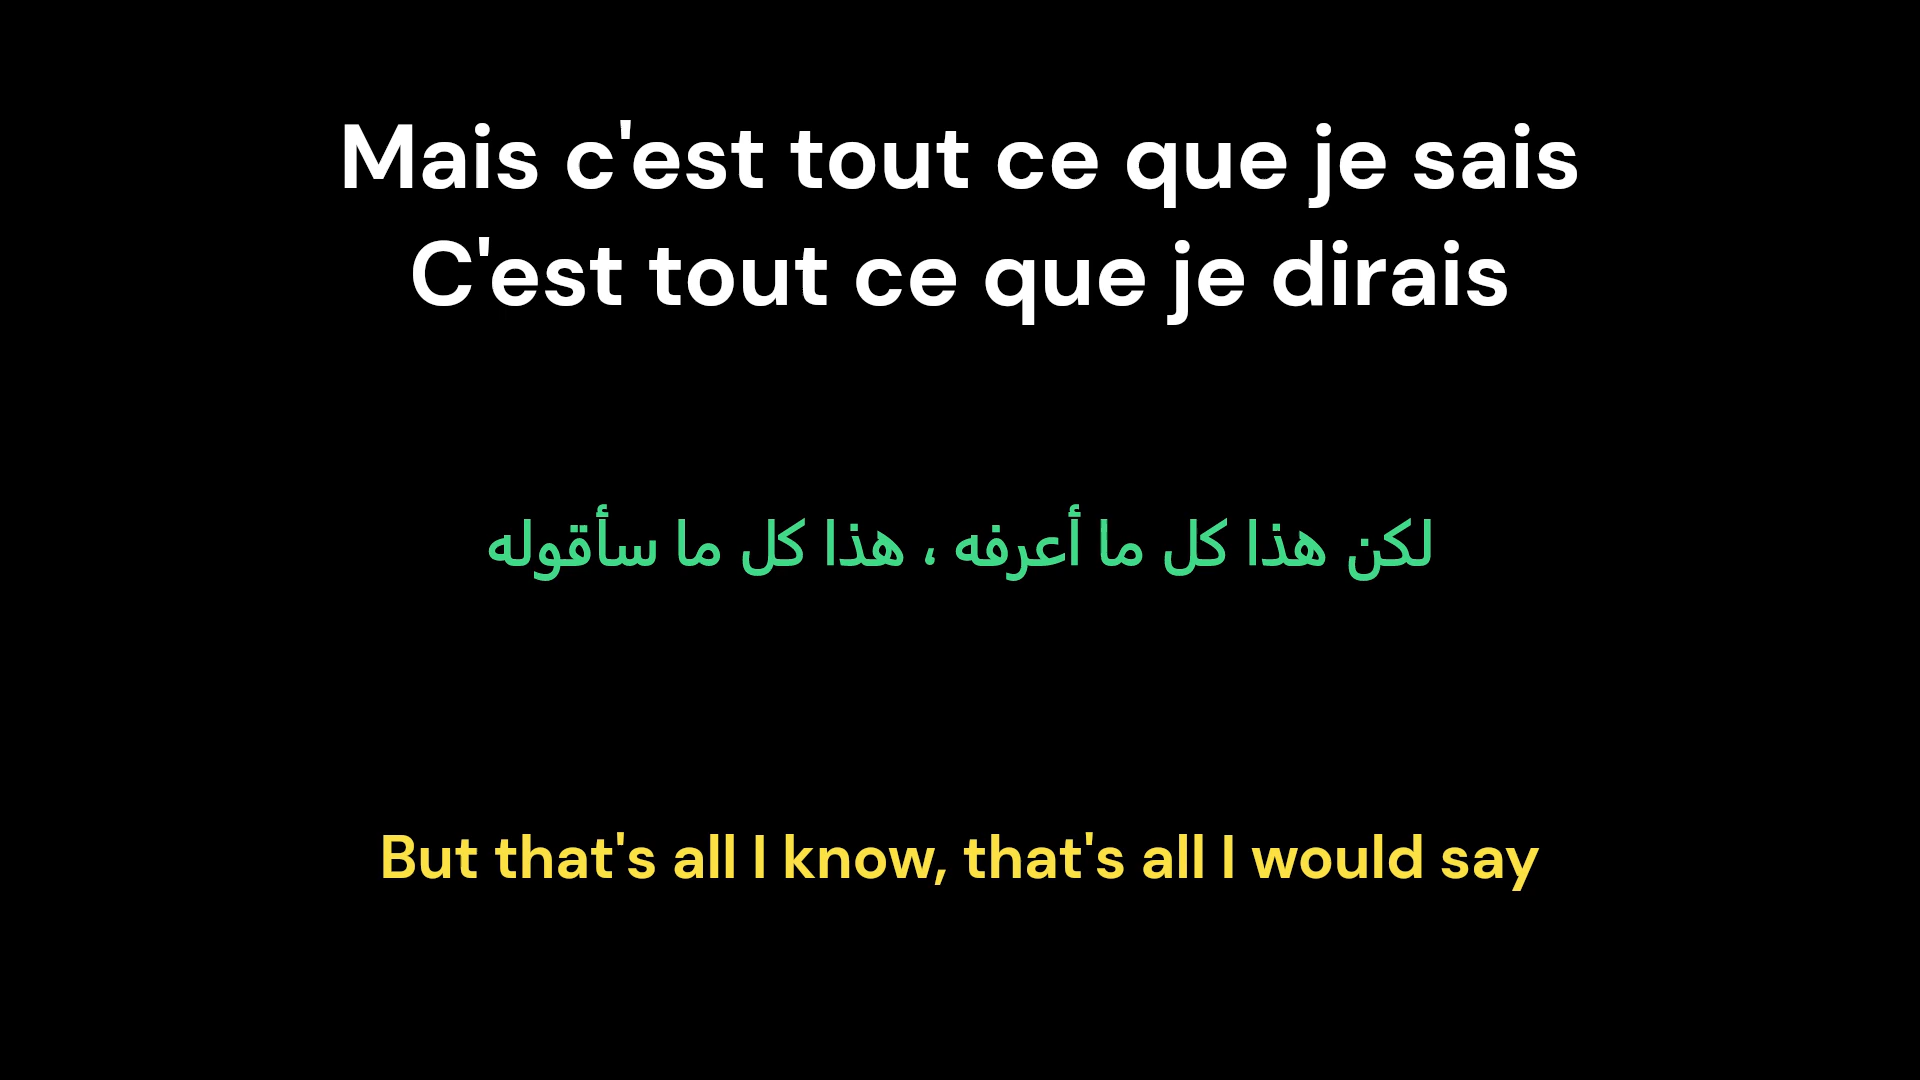 Mais c'est tout ce que je sais
C'est tout ce que je dirais
لكن هذا كل ما أعرفه ، هذا كل ما سأقوله
But that's all I know, that's all I would say